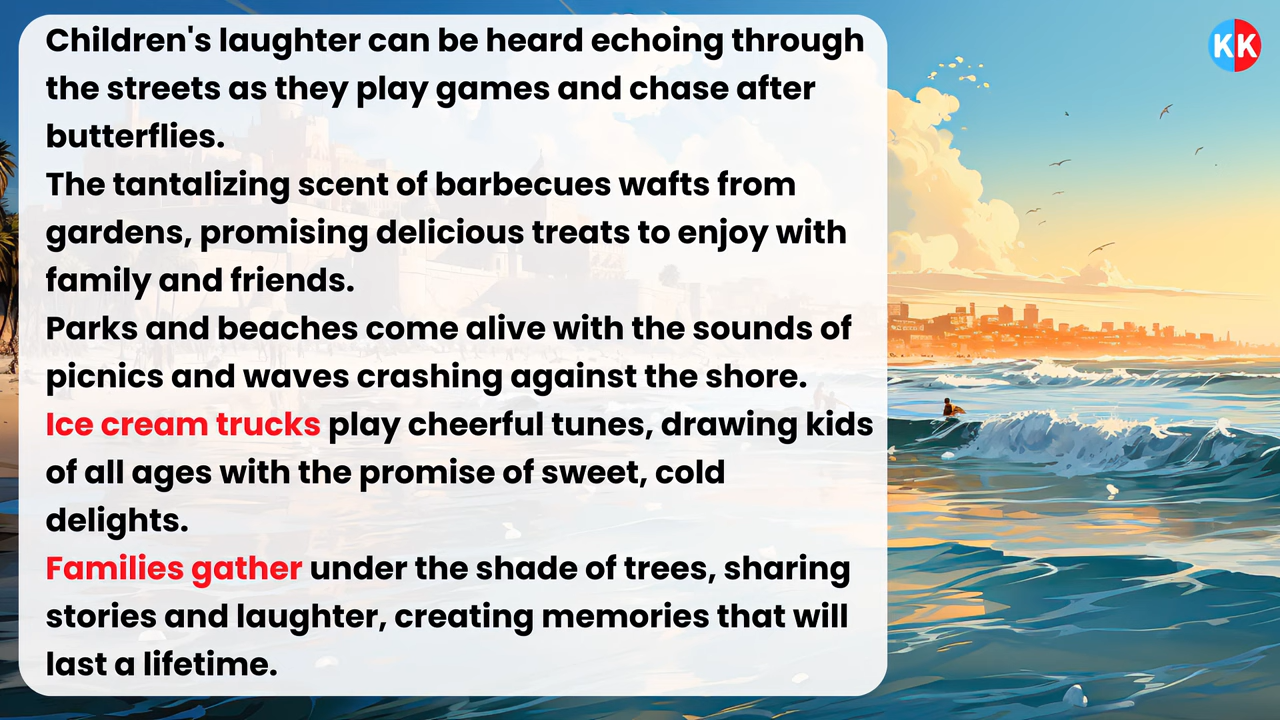 Children's laughter can be heard echoing through
the streets as they play games and chase after
butterflies.
The tantalizing scent of barbecues wafts from
gardens, promising delicious treats to enjoy with
family and friends.
Parks and beaches come alive with the sounds of
picnics and waves crashing against the shore.
Ice cream trucks play cheerful tunes, drawing kids
of all ages with the promise of sweet, cold
delights.
Families gather under the shade of trees, sharing
stories and laughter, creating memories that will
last a lifetime.
KK